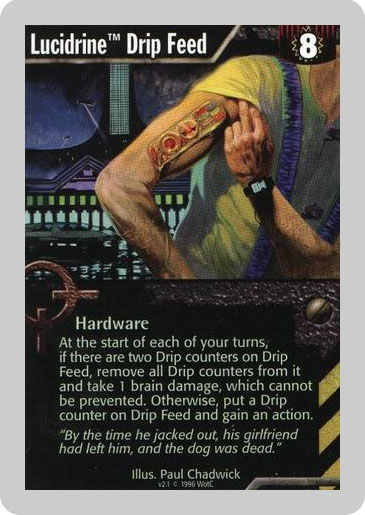 Lucidrine™ Drip Feed
8
Hardware
At the start of each of your turns,
if there are two Drip counters on Drip
Feed, remove all Drip counters from it
and take 1 brain damage, which cannot
be prevented. Otherwise, put a Drip
counter on Drip Feed and gain an action.
"By the time he jacked out, his girlfriend
had left him, and the dog was dead."
Illus. Paul Chadwick
v2.1 © 1996 WotC